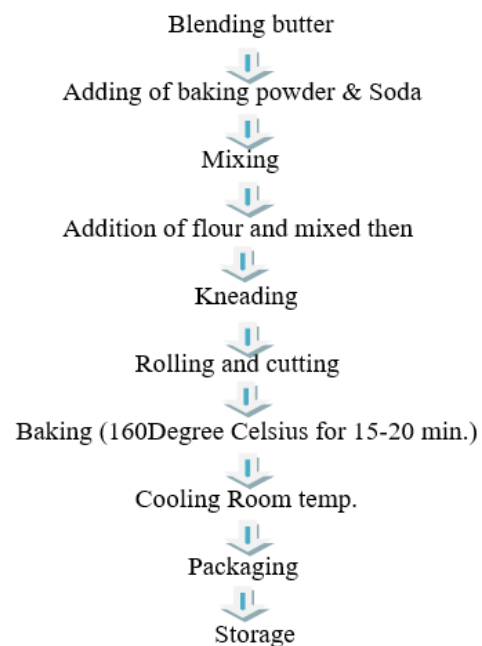 Blending butter
Adding of baking powder & Soda
Mixing
Addition of flour and mixed then
Kneading
Rolling and cutting
Baking (160Degree Celsius for 15-20 min.)
Cooling Room temp.
Packaging
Storage